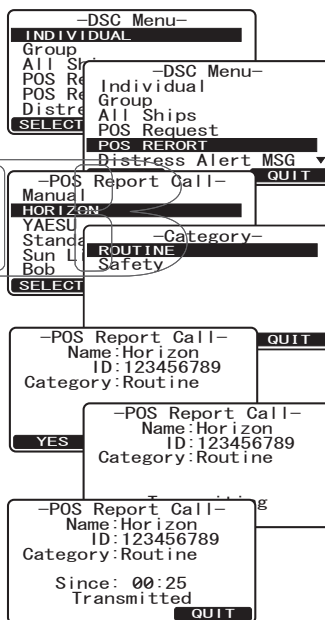 -DSC Menu-
INDIVIDUAL
Group
All Sh
POS Re
POS Re
Distre
SELECT
-DSC Menu-
Individual
Group
All Ships
POS Request
POS RERORT
Distress Alert MSG ▼
QUIT
-POS Report Call-
Manual
HORIZON
YAESU
Standa
Sun Li
Bob
SELECT
-Category-
ROUTINE
Safety
QUIT
-POS Report Call-
Name:Horizon
ID:123456789
Category:Routine
YES
-POS Report Call-
Name:Horizon
ID:123456789
Category:Routine
-POS Report Call-
Name:Horizon
ID:123456789
Category:Routine
Since: 00:25
Transmitted
QUIT